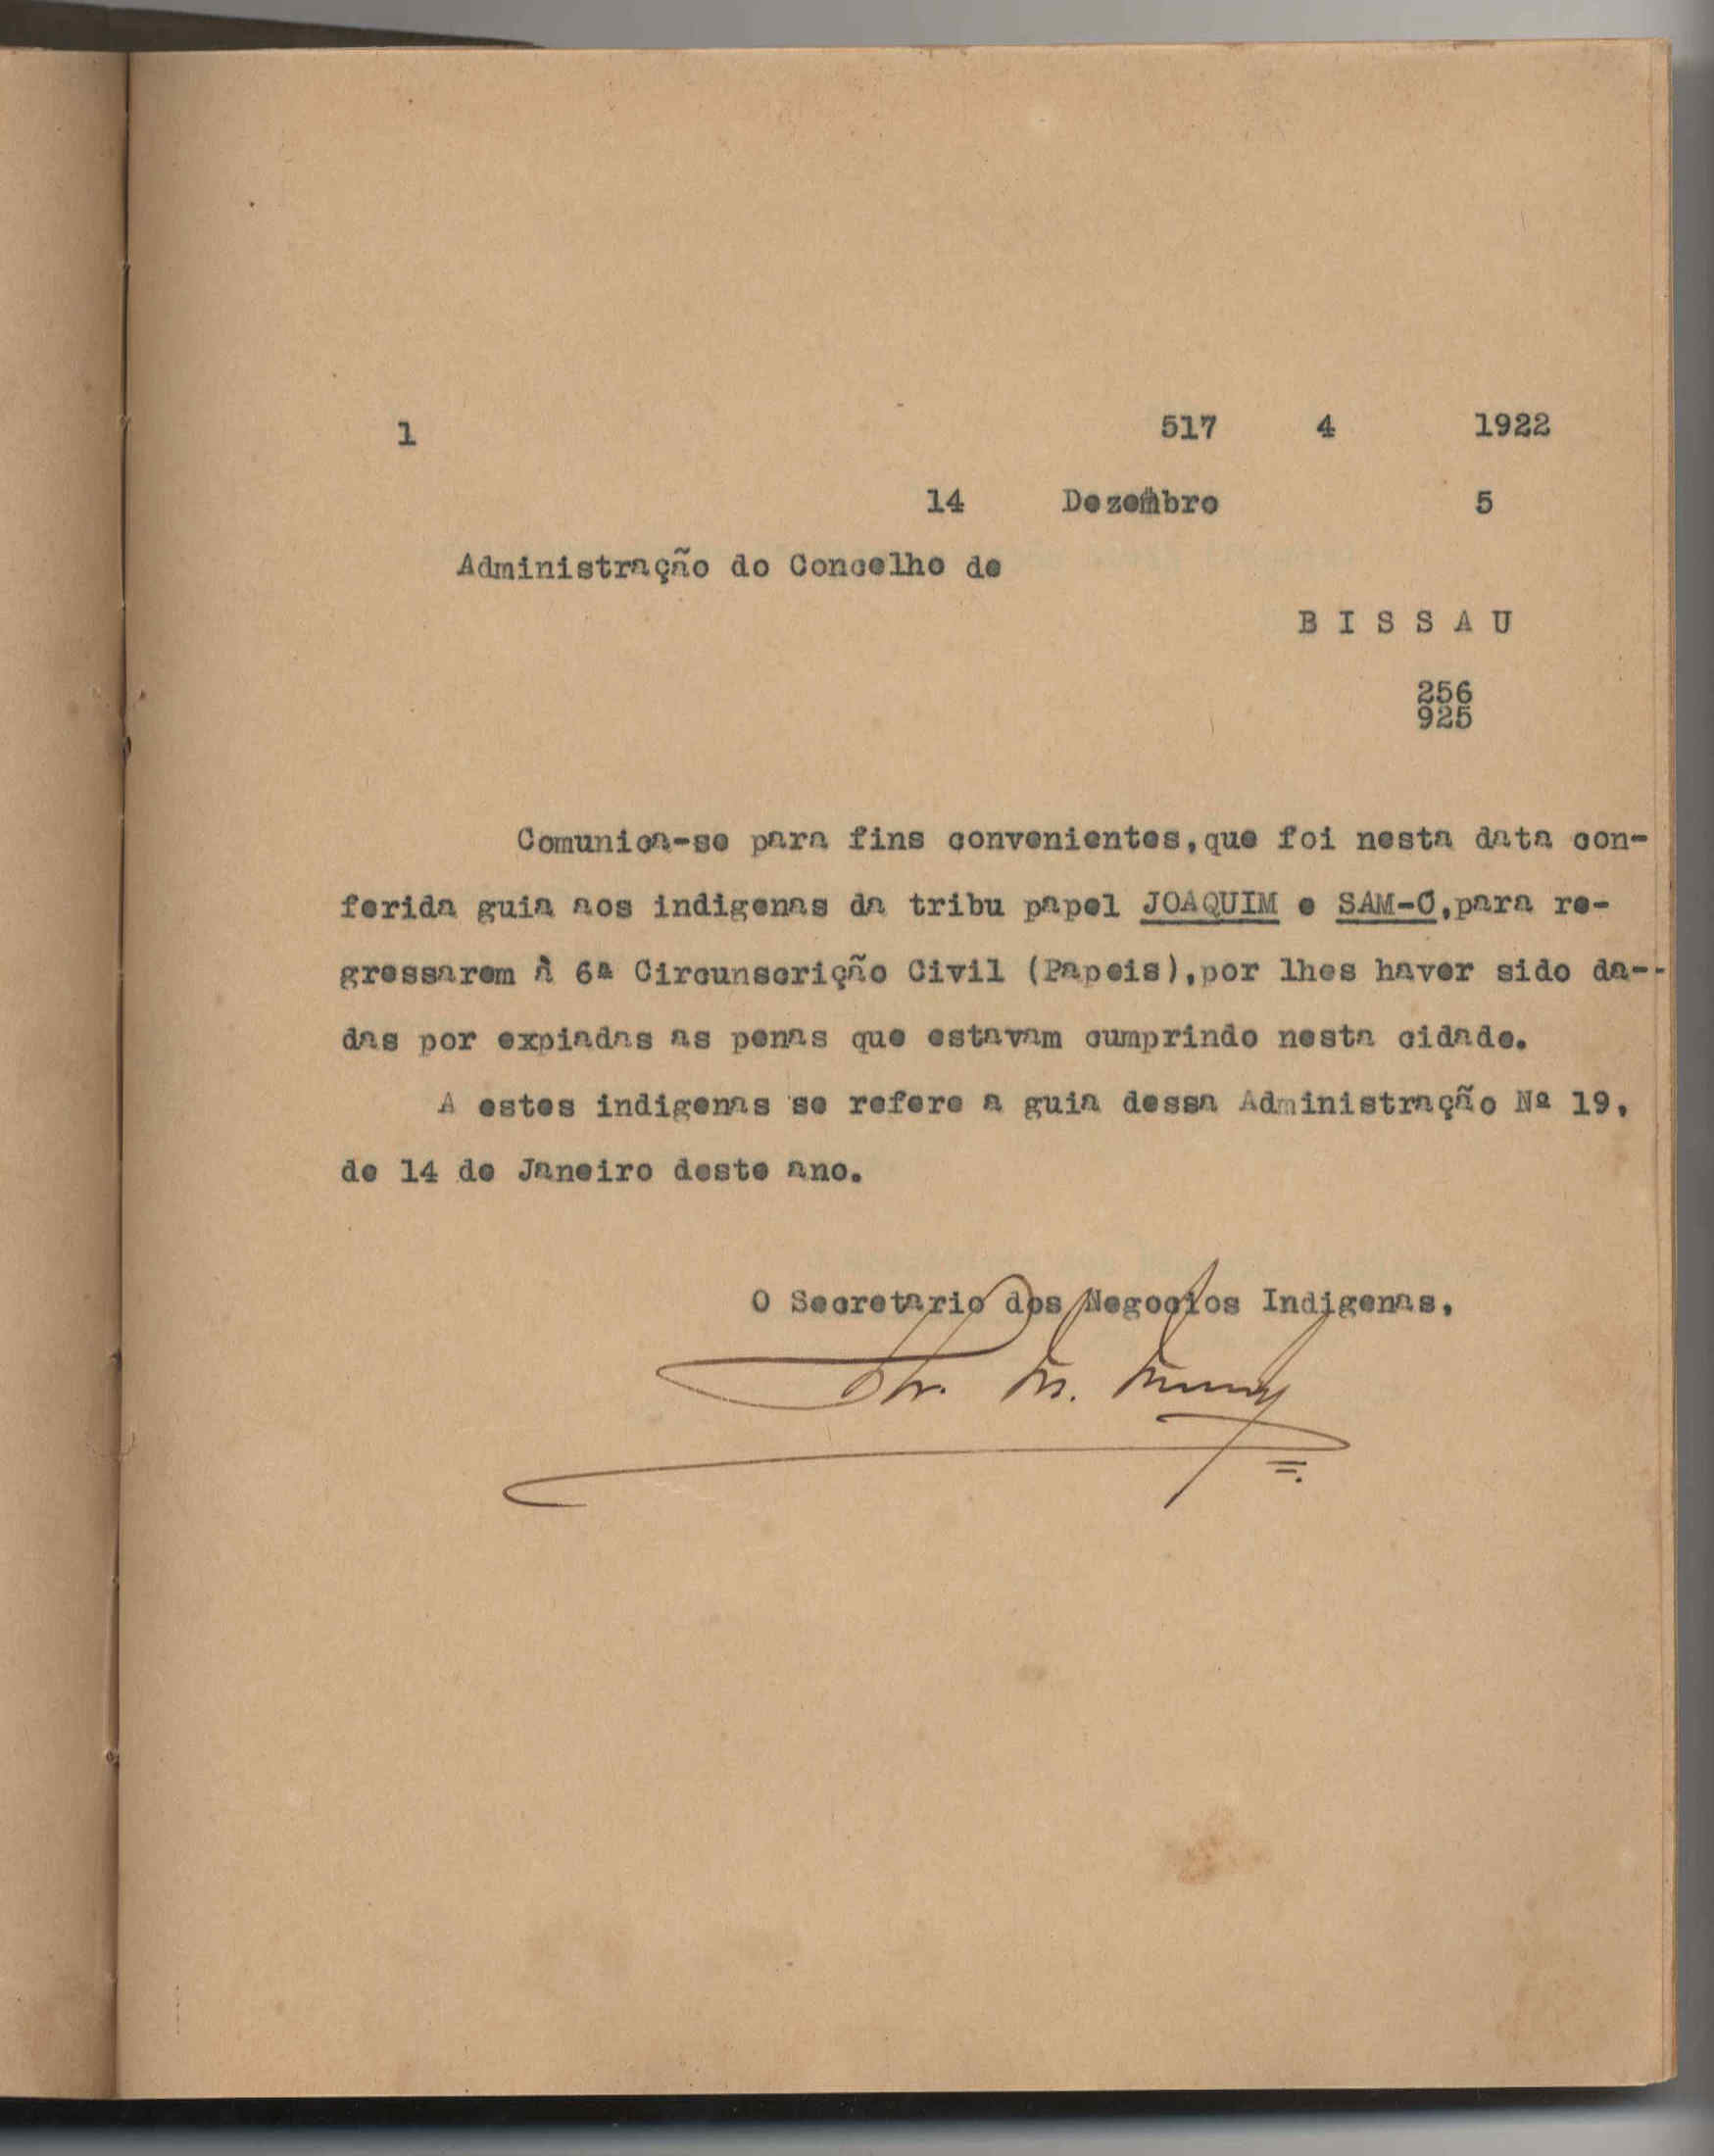 1 517 4 1922
14 Dezembro 5
Administração do Concelho de
B I S S A U
256
925
Comunica-se para fins convenientes,que foi nesta data con-
ferida guia aos indigenas da tribu papel JOAQUIM e SAM-O,para re-
gressarem À 6ª Circunscrição Civil (Papeis),por lhes haver sido da--
das por expiadas as penas que estavam cumprindo nesta cidade.
A estes indigenas se refere a guia dessa Administração Nª 19,
de 14 de Janeiro deste ano.
O Secretario dos Negocios Indigenas,